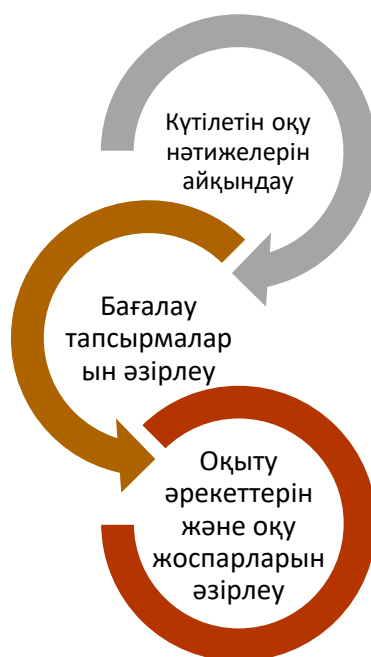 Күтілетін оқу
нәтижелерін
айқындау
Бағалау
тапсырмалар
ын әзірлеу
Оқыту
әрекеттерін
және оқу
жоспарларын
әзірлеу